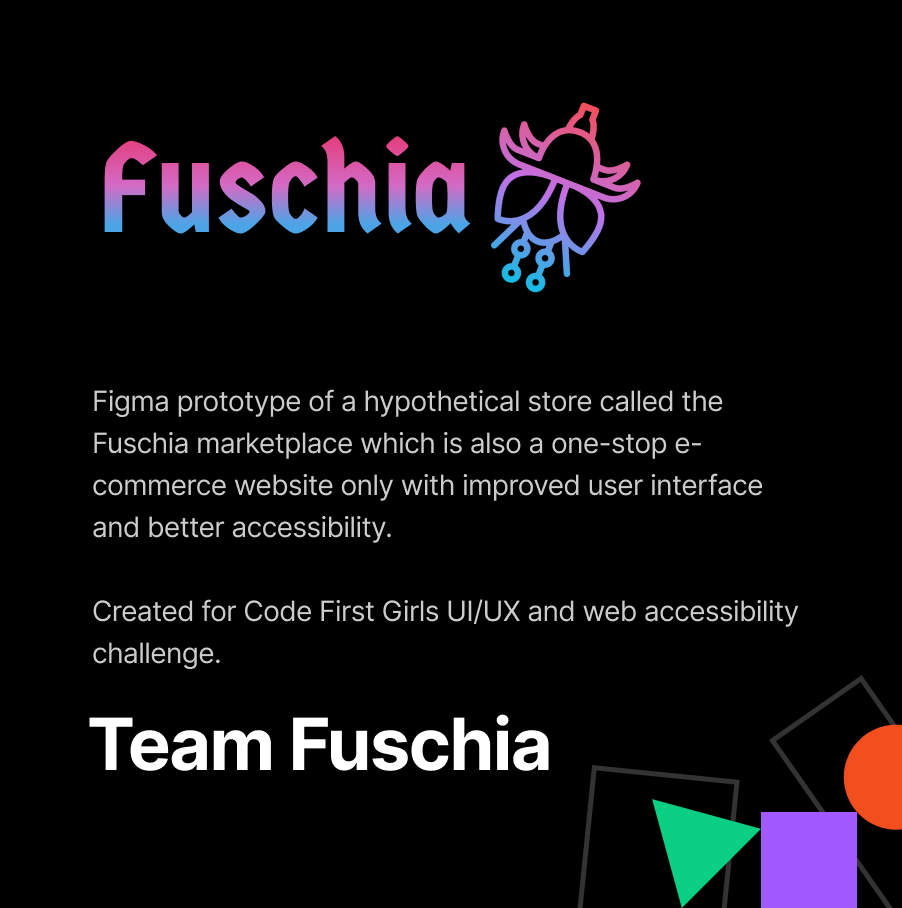 Fuschia
Figma prototype of a hypothetical store called the
Fuschia marketplace which is also a one-stop e-
commerce website only with improved user interface
and better accessibility.
Created for Code First Girls UI/UX and web accessibility
challenge.
Team Fuschia